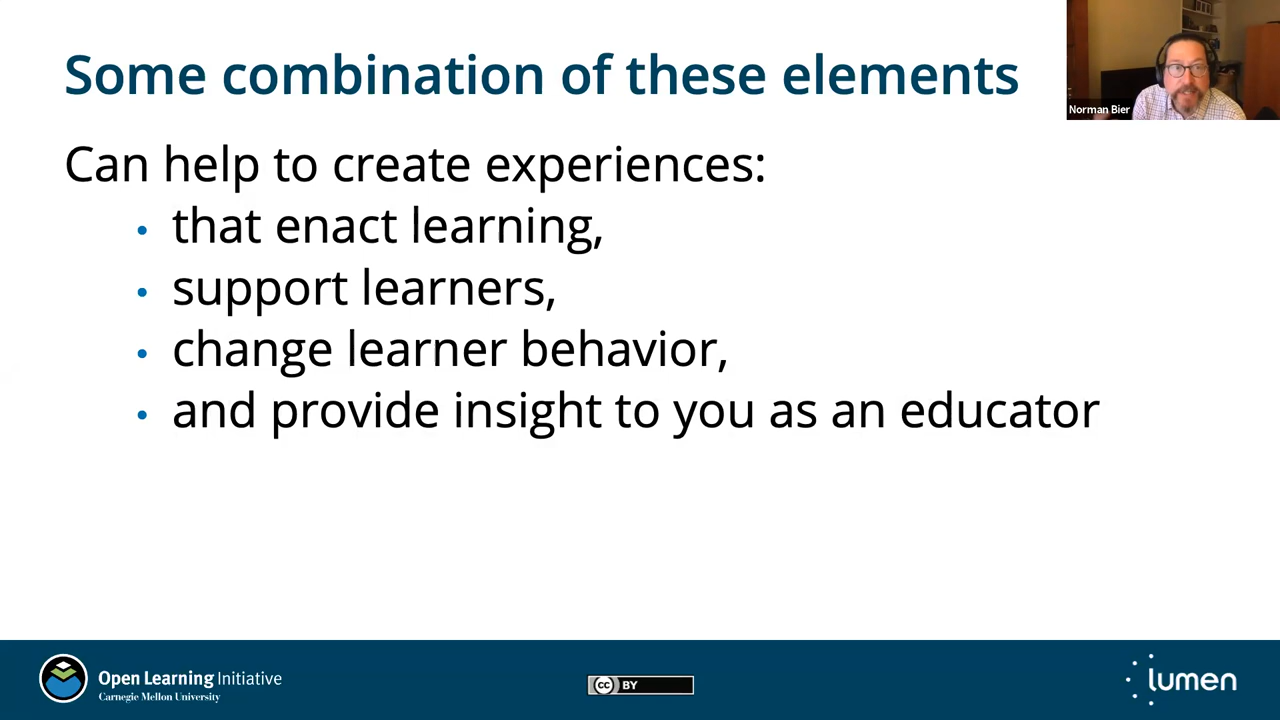 Some combination of these elements
Norman Bier
Can help to create experiences:
• that enact learning,
• support learners,
• change learner behavior,
• and provide insight to you as an educator
Open Learning Initiative
Carnegie Mellon University
cc BY
lumen